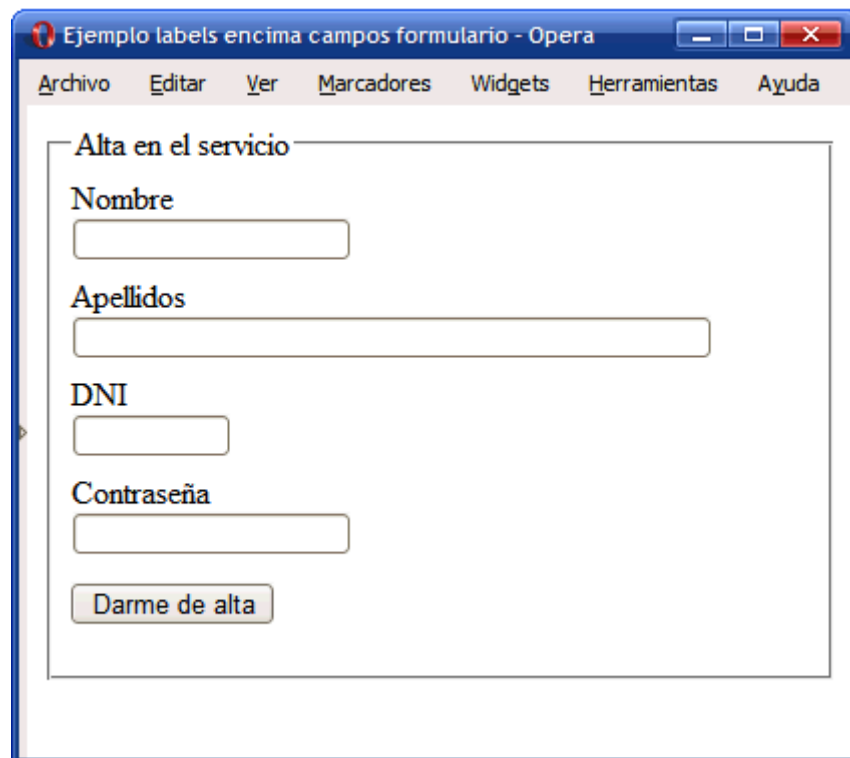 Ejemplo labels encima campos formulario - Opera
Archivo Editar Ver Marcadores Widgets Herramientas Ayuda
Alta en el servicio
Nombre
Apellidos
DNI
Contraseña
Darme de alta